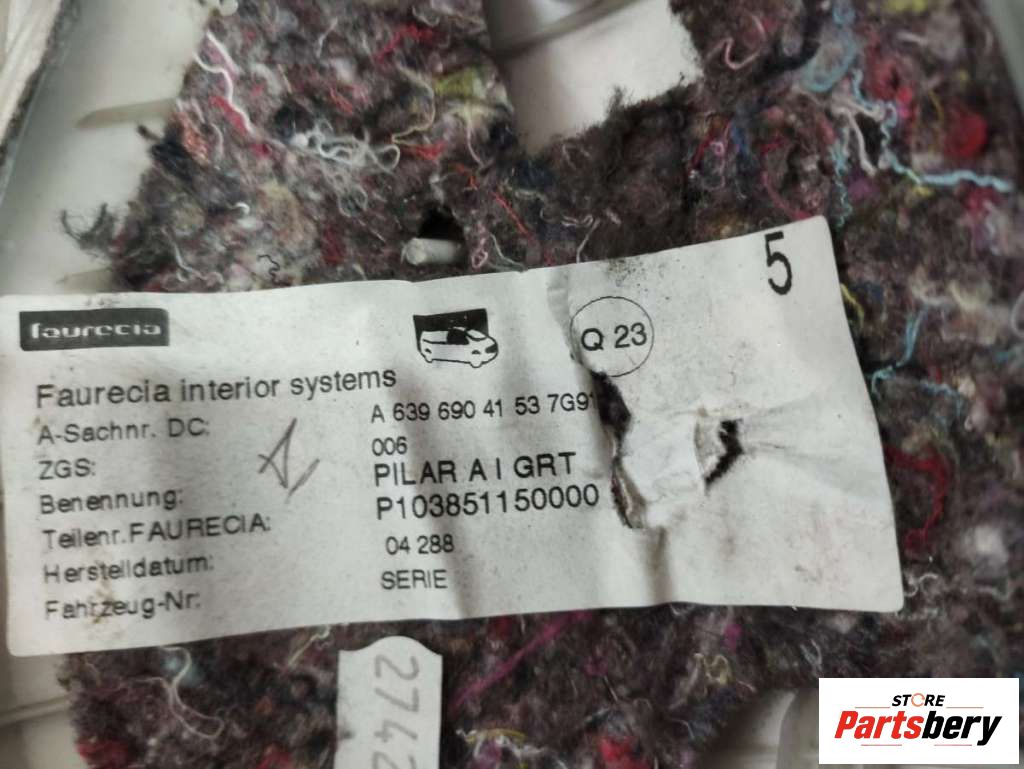 5
faurecia
Q 23
Faurecia interior systems
A-Sachnr. DC: A 639 690 41 53 7G91
ZGS: 006
Benennung: PILAR A I GRT
Teilenr.FAURECIA: P103851150000
Herstelldatum: 04 288
Fahrzeug-Nr: SERIE
2742
STORE
Partsbery